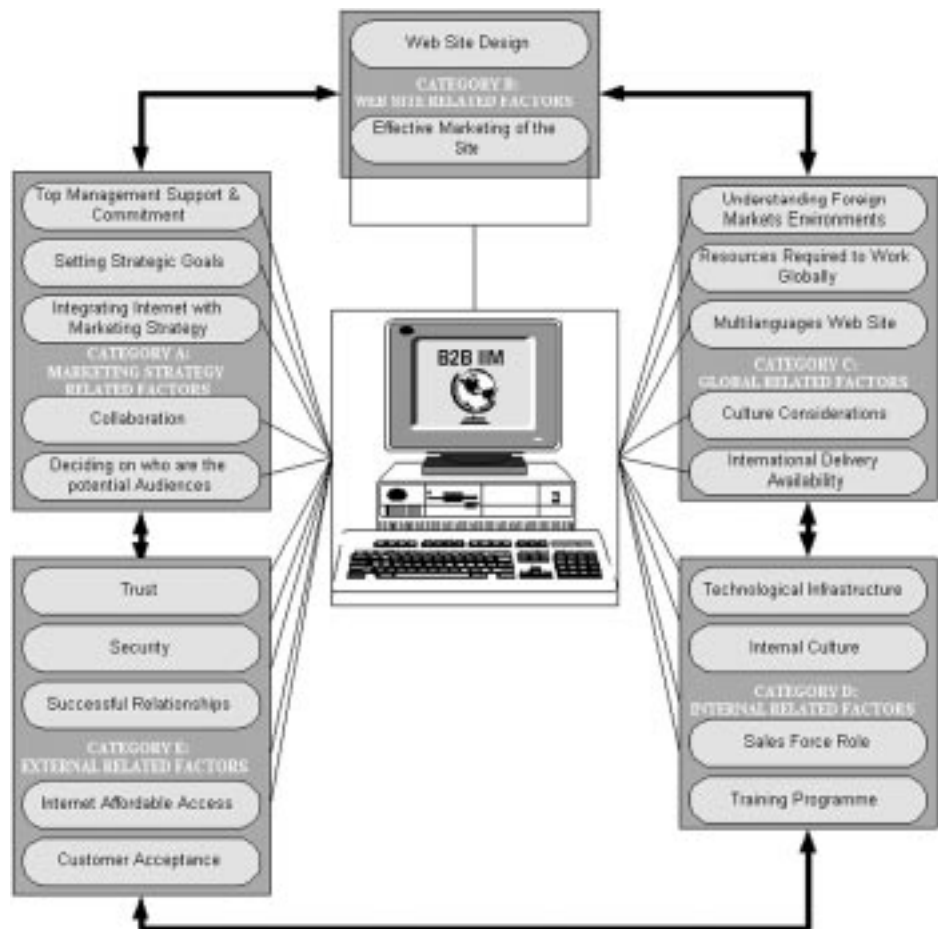 Web Site Design
CATEGORY B:
WEB SITE RELATED FACTORS
Effective Marketing of the
Site
Top Management Support &
Commitment
Setting Strategic Goals
Integrating Internet with
Marketing Strategy
CATEGORY A:
MARKETING STRATEGY
RELATED FACTORS
Collaboration
Deciding on who are the
potential Audiences
B2B IIM
Understanding Foreign
Markets Environments
Resources Required to Work
Globally
Multilanguages Web Site
CATEGORY C:
GLOBAL RELATED FACTORS
Culture Considerations
International Delivery
Availability
Trust
Security
Successful Relationships
CATEGORY E:
EXTERNAL RELATED FACTORS
Internet Affordable Access
Customer Acceptance
Technological Infrastructure
Internal Culture
CATEGORY D:
INTERNAL RELATED FACTORS
Sales Force Role
Training Programme